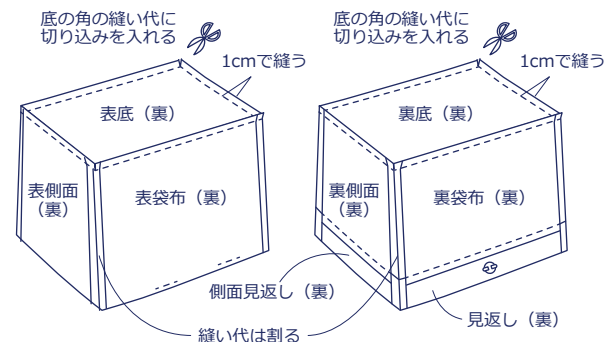 底の角の縫い代に
切り込みを入れる
1cmで縫う
表底（裏）
表側面
（裏）
表袋布（裏）
底の角の縫い代に
切り込みを入れる
1cmで縫う
裏底（裏）
裏側面
（裏）
裏袋布（裏）
側面見返し（裏）
見返し（裏）
縫い代は割る